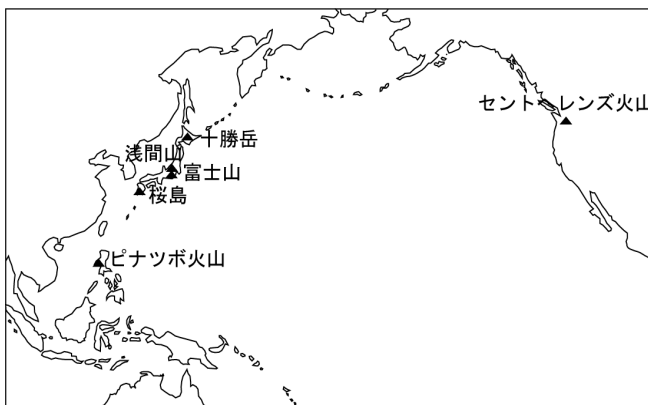 セントヘレンズ火山
十勝岳
浅間山
富士山
桜島
ピナツボ火山